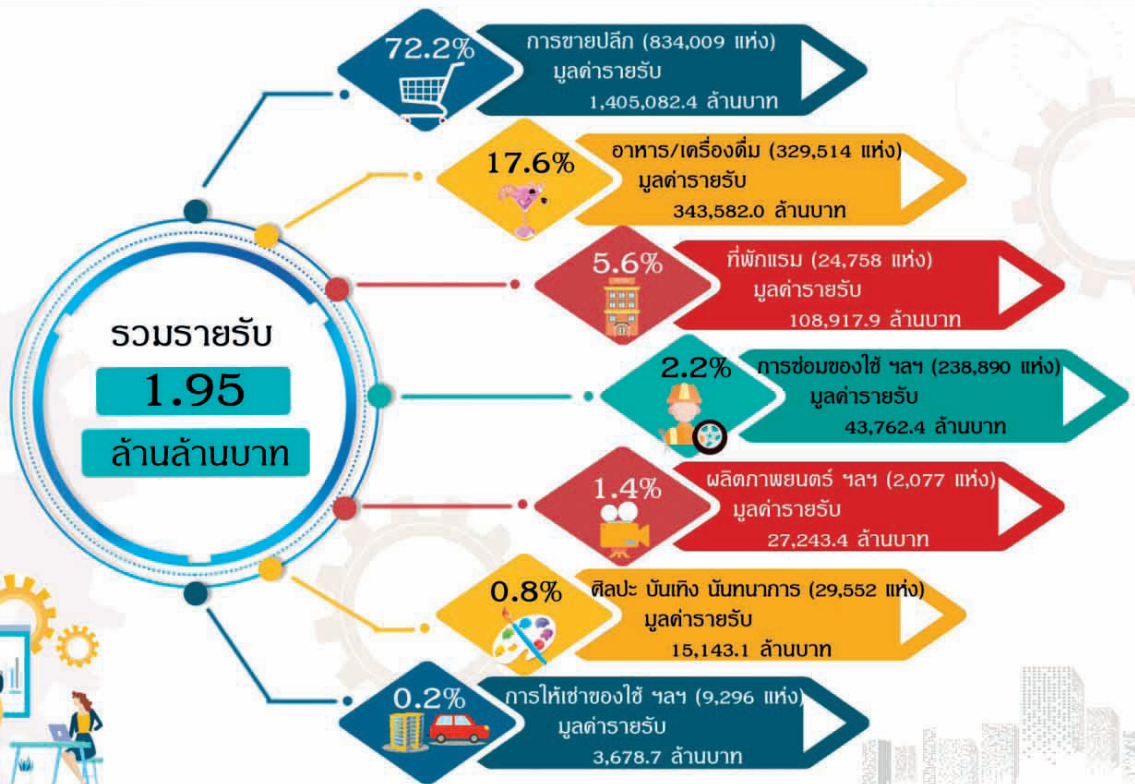 72.2%
การขายปลีก (834,009 แห่ง)
มูลค่ารายรับ
1,405,082.4 ล้านบาท
17.6%
อาหาร/เครื่องดื่ม (329,514 แห่ง)
มูลค่ารายรับ
343,582.0 ล้านบาท
5.6%
ที่พักแรม (24,758 แห่ง)
มูลค่ารายรับ
108,917.9 ล้านบาท
รวมรายรับ
1.95
ล้านล้านบาท
2.2%
การซ่อมของใช้ ฯลฯ (238,890 แห่ง)
มูลค่ารายรับ
43,762.4 ล้านบาท
1.4%
ผลิตภาพยนตร์ ฯลฯ (2,077 แห่ง)
มูลค่ารายรับ
27,243.4 ล้านบาท
0.8%
ศิลปะ บันเทิง นันทนาการ (29,552 แห่ง)
มูลค่ารายรับ
15,143.1 ล้านบาท
0.2%
การให้เช่าของใช้ ฯลฯ (9,296 แห่ง)
มูลค่ารายรับ
3,678.7 ล้านบาท